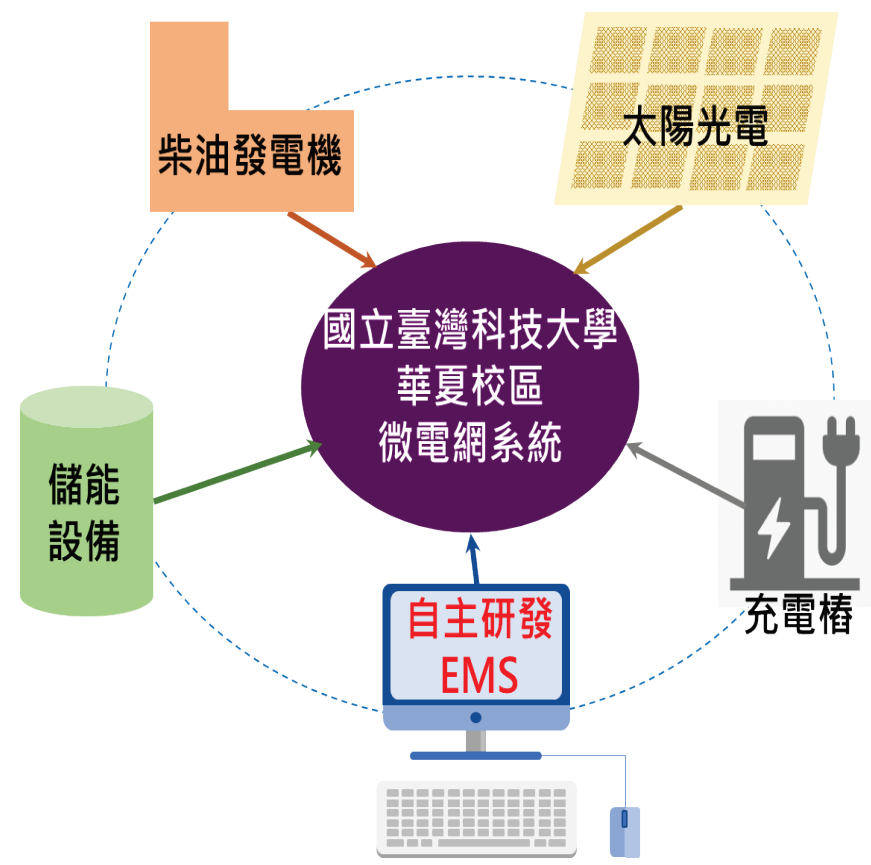 柴油發電機
太陽光電
國立臺灣科技大學
華夏校區
微電網系統
儲能
設備
充電樁
自主研發
EMS